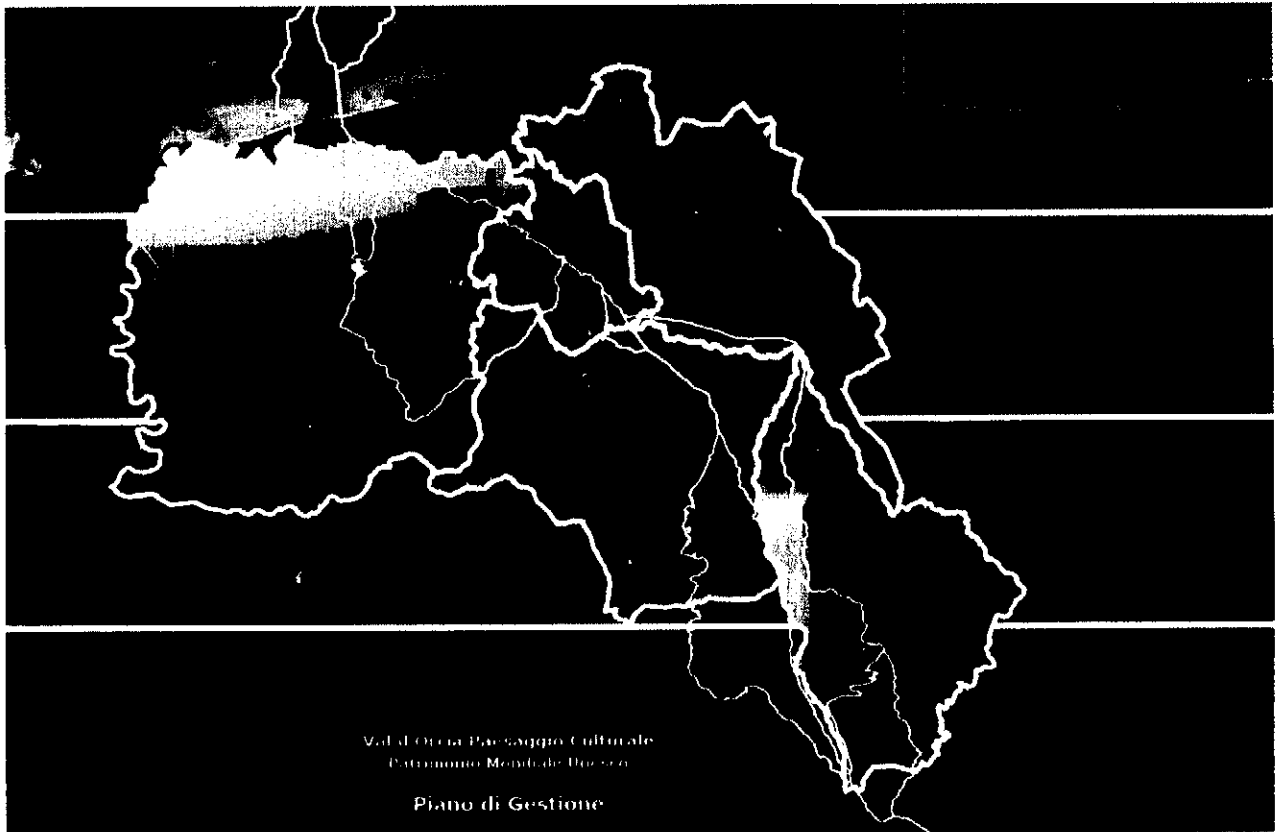 Val d'Orcia Paesaggio Culturale
Patrimonio Mondiale Unesco
Piano di Gestione